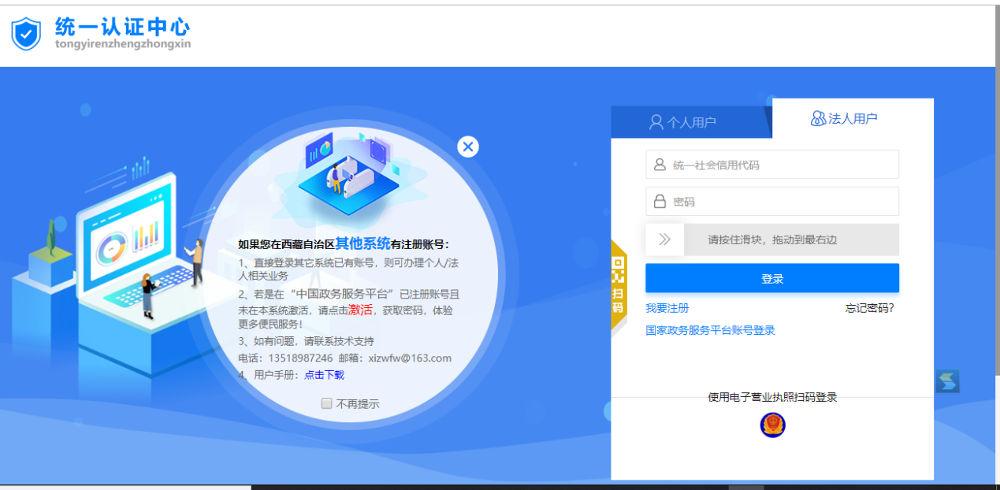 统一认证中心
tongyirenzhengzhongxin
如果您在西藏自治区其他系统有注册账号：
1、直接登录其它系统已有账号，则可办理个人/法
人相关业务
2、若是在“中国政务服务平台”已注册账号且
未在本系统激活，请点击激活，获取密码，体验
更多便民服务！
3、如有问题，请联系技术支持
电话：13518987246 邮箱：xizwfw@163.com
4、用户手册：点击下载
不再提示
个人用户
法人用户
统一社会信用代码
密码
请按住滑块，拖动到最右边
登录
我要注册
忘记密码?
国家政务服务平台账号登录
扫码
使用电子营业执照扫码登录